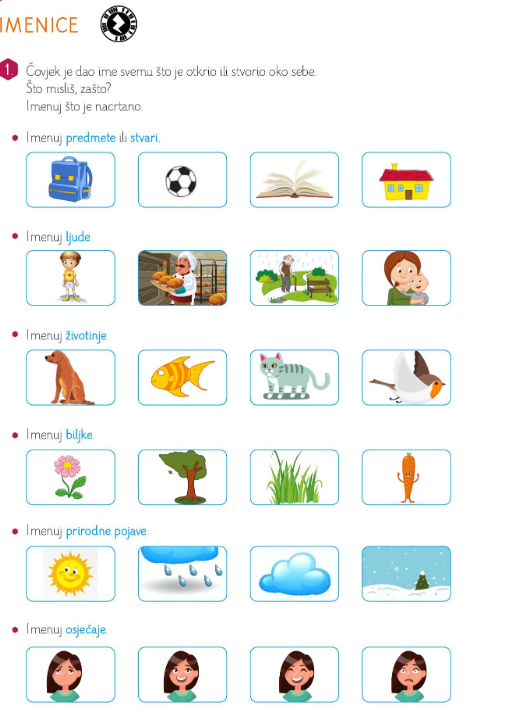 IMENICE
1. Čovjek je dao ime svemu što je otkrio ili stvorio oko sebe.
Što misliš, zašto?
Imenuj što je nacrtano.
• Imenuj predmete ili stvari.
• Imenuj ljude.
• Imenuj životinje.
• Imenuj biljke.
• Imenuj prirodne pojave.
• Imenuj osjećaje.